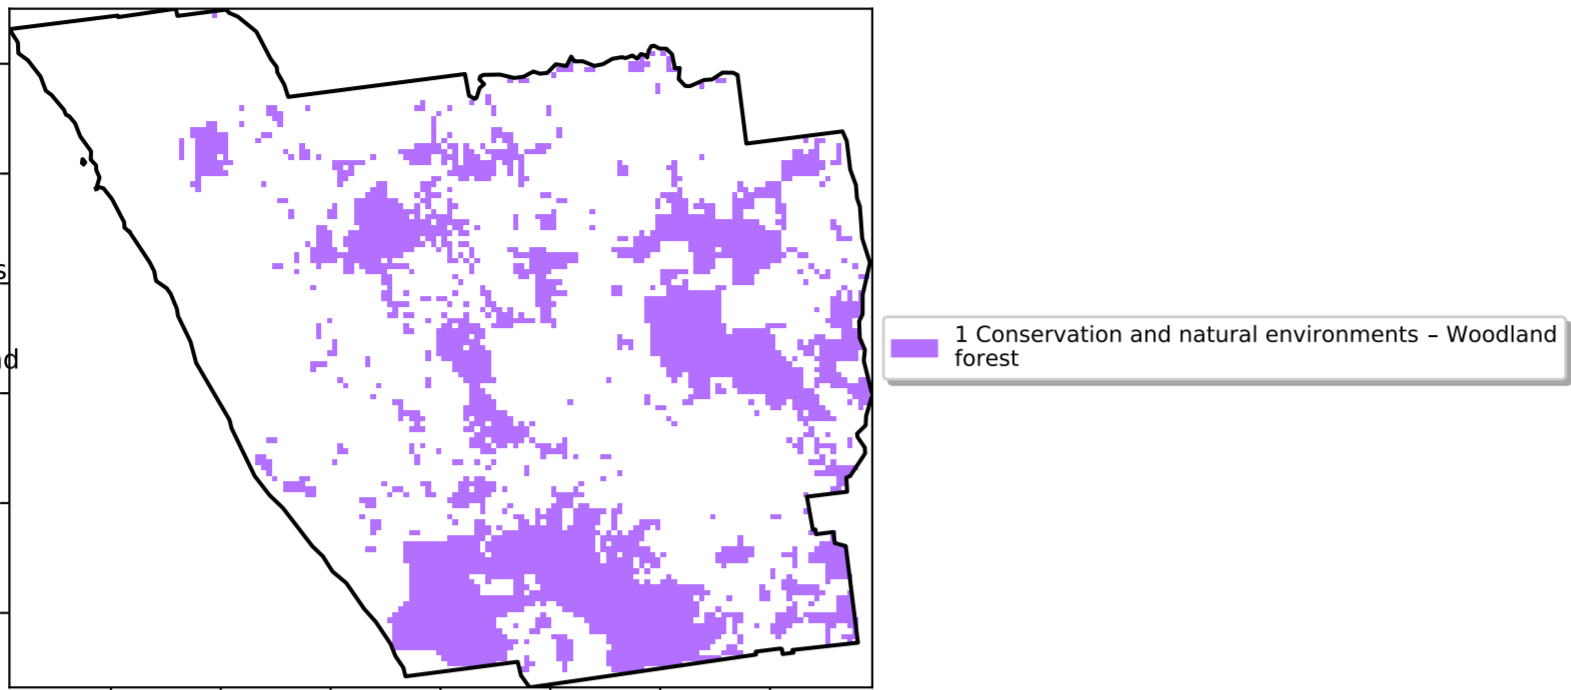 1 Conservation and natural environments – Woodland
forest